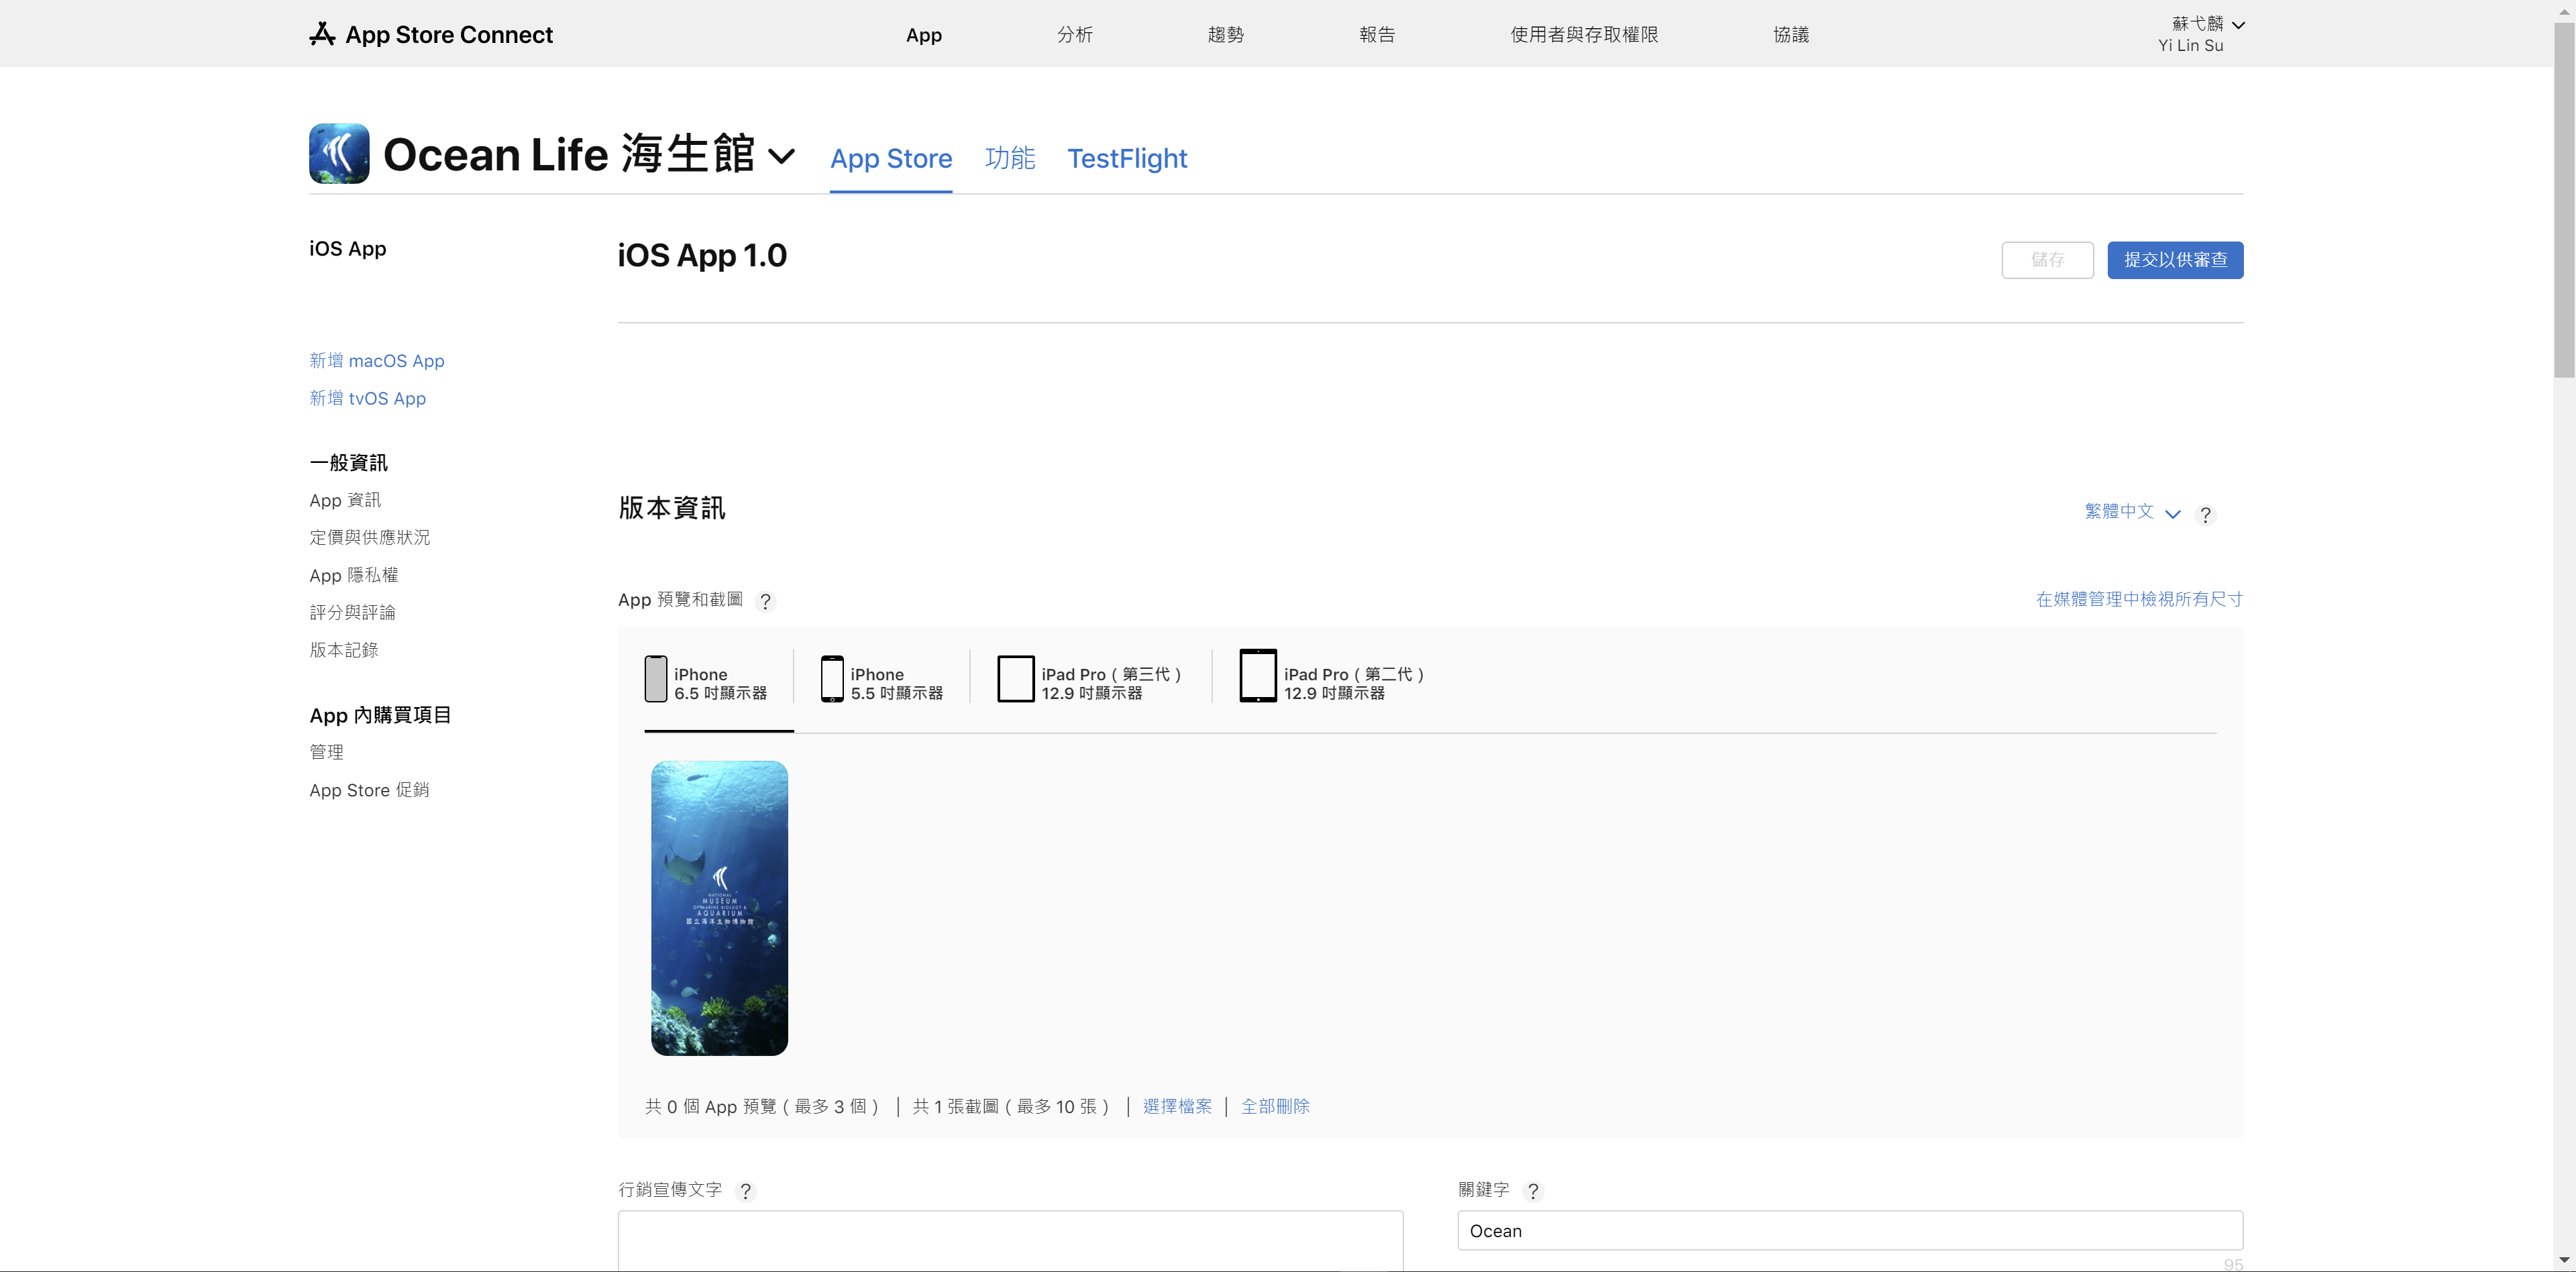 App Store Connect
App
分析
趨勢
報告
使用者與存取權限
協議
蘇弋麟
Yi Lin Su
Ocean Life 海生館
App Store
功能
TestFlight
iOS App
iOS App 1.0
儲存
提交以供審查
新增 macOS App
新增 tvOS App
一般資訊
App 資訊
定價與供應狀況
App 隱私權
評分與評論
版本記錄
App 內購買項目
管理
App Store 促銷
版本資訊
繁體中文
?
App 預覽和截圖 ?
在媒體管理中檢視所有尺寸
iPhone
6.5 吋顯示器
iPhone
5.5 吋顯示器
iPad Pro（第三代）
12.9 吋顯示器
iPad Pro（第二代）
12.9 吋顯示器
NATIONAL
MUSEUM
OF MARINE BIOLOGY &
AQUARIUM
國立海洋生物博物館
共 0 個 App 預覽（最多 3 個） | 共 1 張截圖（最多 10 張） | 選擇檔案 | 全部刪除
行銷宣傳文字 ?
關鍵字 ?
Ocean
95